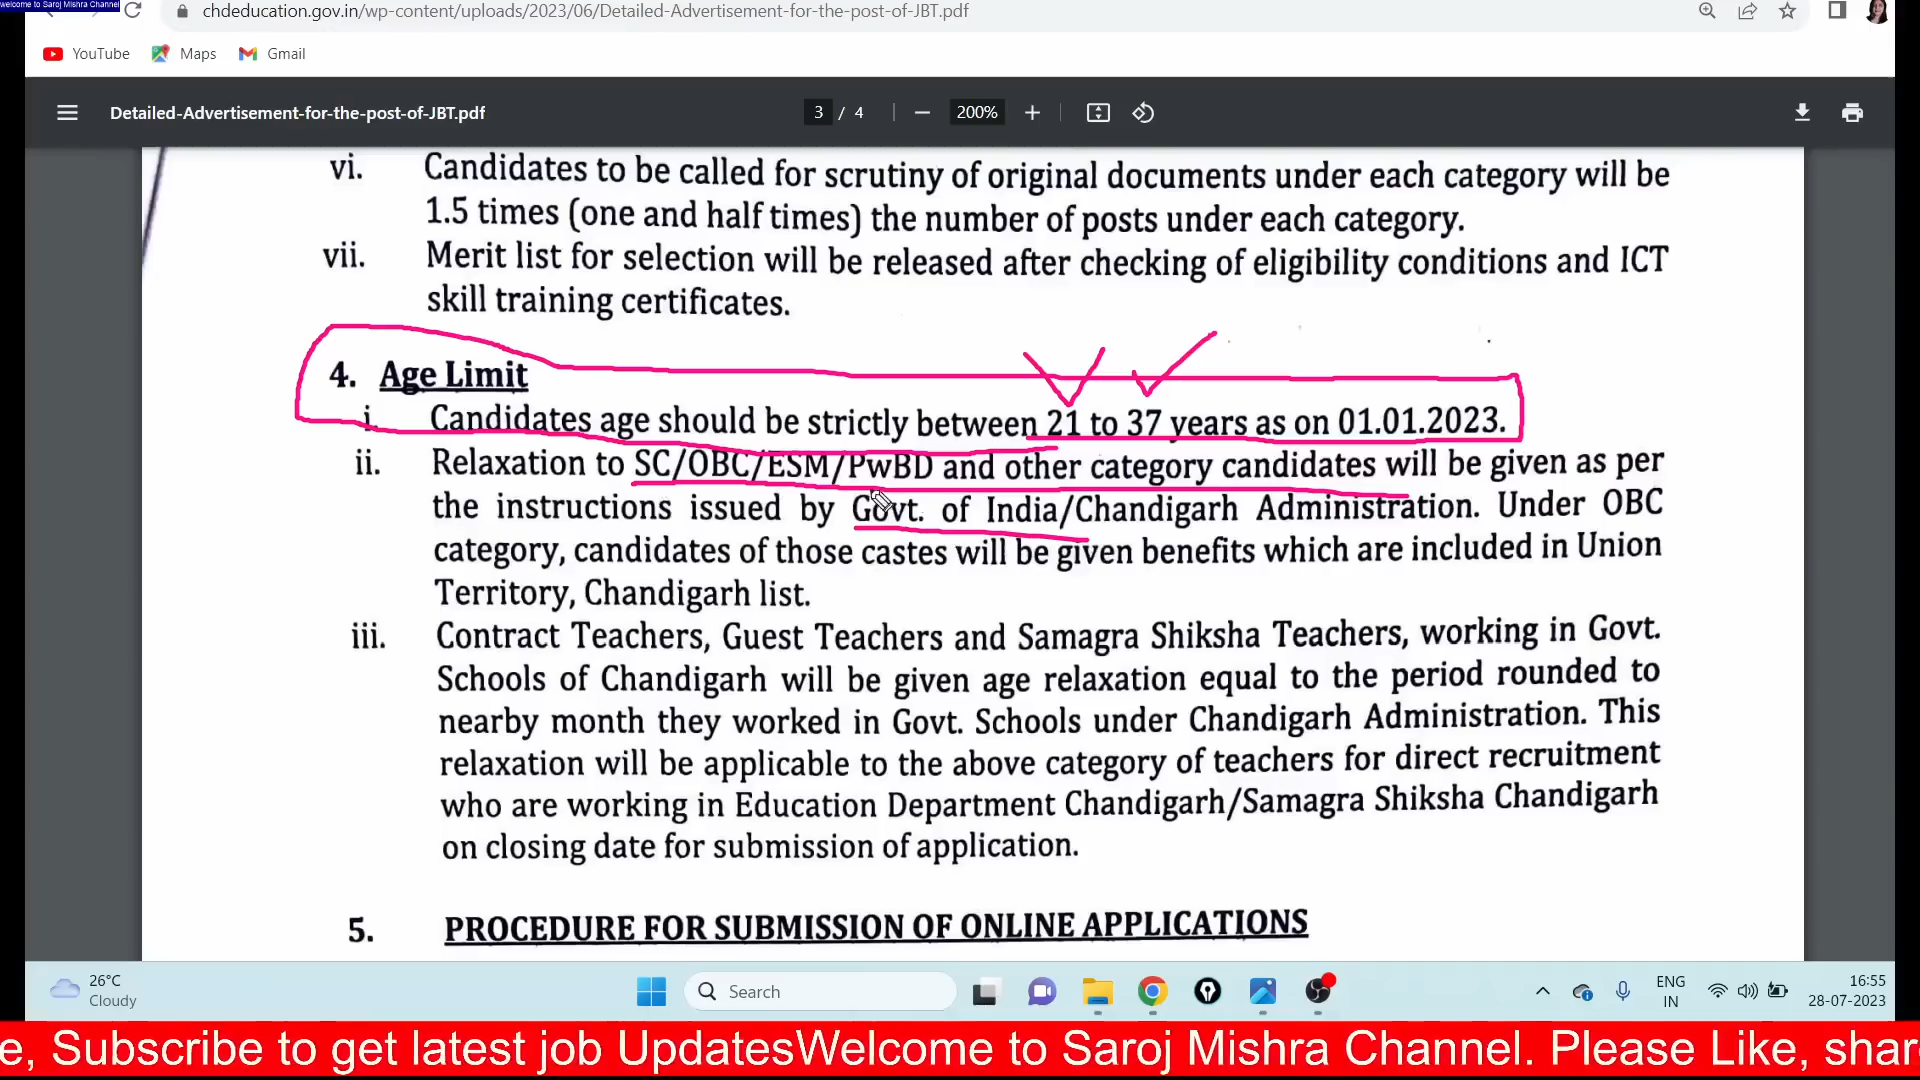 welcome to Saroj Mishra Channel
chdeducation.gov.in/wp-content/uploads/2023/06/Detailed-Advertisement-for-the-post-of-JBT.pdf
YouTube Maps Gmail
Detailed-Advertisement-for-the-post-of-JBT.pdf 3 / 4 200%
vi. Candidates to be called for scrutiny of original documents under each category will be
1.5 times (one and half times) the number of posts under each category.
vii. Merit list for selection will be released after checking of eligibility conditions and ICT
skill training certificates.
4. Age Limit
i. Candidates age should be strictly between 21 to 37 years as on 01.01.2023.
ii. Relaxation to SC/OBC/ESM/PwBD and other category candidates will be given as per
the instructions issued by Govt. of India/Chandigarh Administration. Under OBC
category, candidates of those castes will be given benefits which are included in Union
Territory, Chandigarh list.
iii. Contract Teachers, Guest Teachers and Samagra Shiksha Teachers, working in Govt.
Schools of Chandigarh will be given age relaxation equal to the period rounded to
nearby month they worked in Govt. Schools under Chandigarh Administration. This
relaxation will be applicable to the above category of teachers for direct recruitment
who are working in Education Department Chandigarh/Samagra Shiksha Chandigarh
on closing date for submission of application.
5. PROCEDURE FOR SUBMISSION OF ONLINE APPLICATIONS
26°C
Cloudy
Search
ENG
IN
16:55
28-07-2023
e, Subscribe to get latest job UpdatesWelcome to Saroj Mishra Channel. Please Like, shar